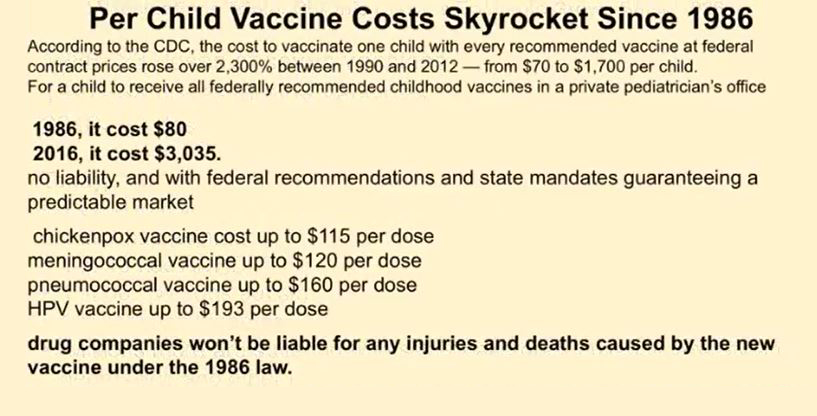 Per Child Vaccine Costs Skyrocket Since 1986
According to the CDC, the cost to vaccinate one child with every recommended vaccine at federal
contract prices rose over 2,300% between 1990 and 2012 — from $70 to $1,700 per child.
For a child to receive all federally recommended childhood vaccines in a private pediatrician's office
1986, it cost $80
2016, it cost $3,035.
no liability, and with federal recommendations and state mandates guaranteeing a
predictable market
chickenpox vaccine cost up to $115 per dose
meningococcal vaccine up to $120 per dose
pneumococcal vaccine up to $160 per dose
HPV vaccine up to $193 per dose
drug companies won't be liable for any injuries and deaths caused by the new
vaccine under the 1986 law.